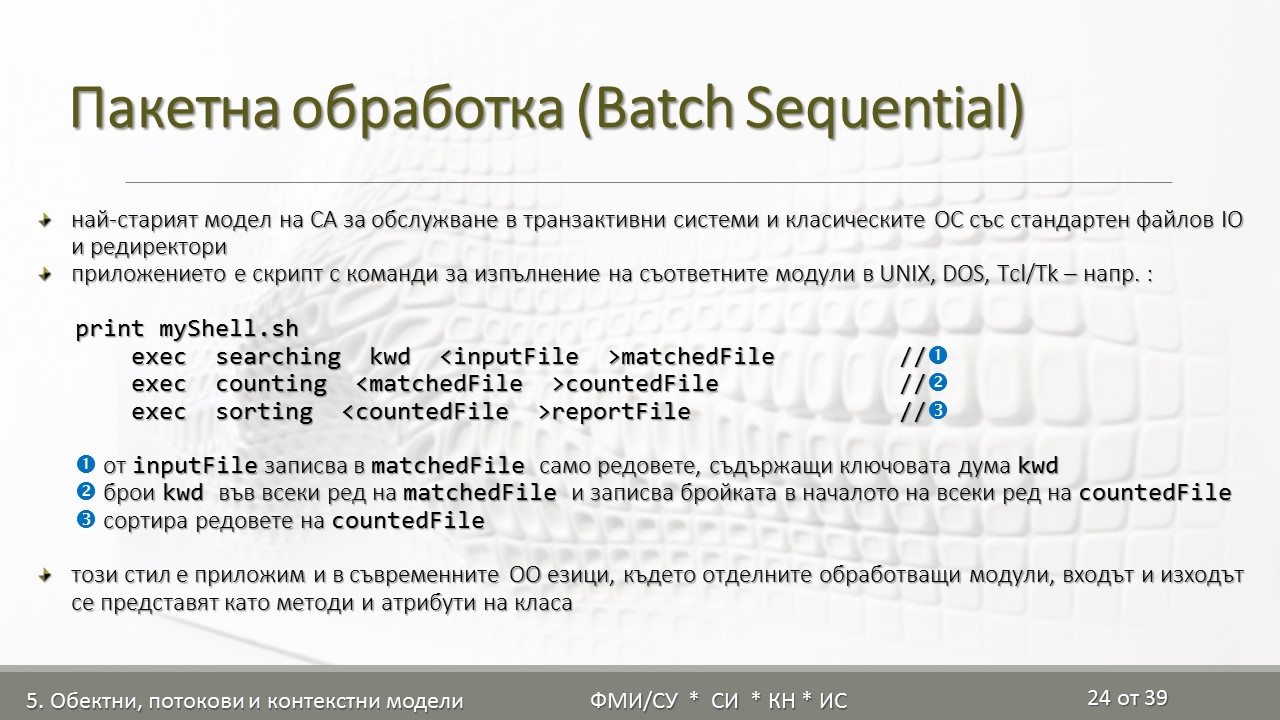 Пакетна обработка (Batch Sequential)
най-старият модел на СА за обслужване в транзактивни системи и класическите ОС със стандартен файлов IO
и редиректори
приложението е скрипт с команди за изпълнение на съответните модули в UNIX, DOS, Tcl/Tk – напр. :
print myShell.sh
exec searching kwd <inputFile >matchedFile //❶
exec counting <matchedFile >countedFile //❷
exec sorting <countedFile >reportFile //❸
❶ от inputFile записва в matchedFile само редовете, съдържащи ключовата дума kwd
❷ брои kwd във всеки ред на matchedFile и записва бройката в началото на всеки ред на countedFile
❸ сортира редовете на countedFile
този стил е приложим и в съвременните ОО езици, където отделните обработващи модули, входът и изходът
се представят като методи и атрибути на класа
5. Обектни, потокови и контекстни модели ФМИ/СУ * СИ * КН * ИС 24 от 39